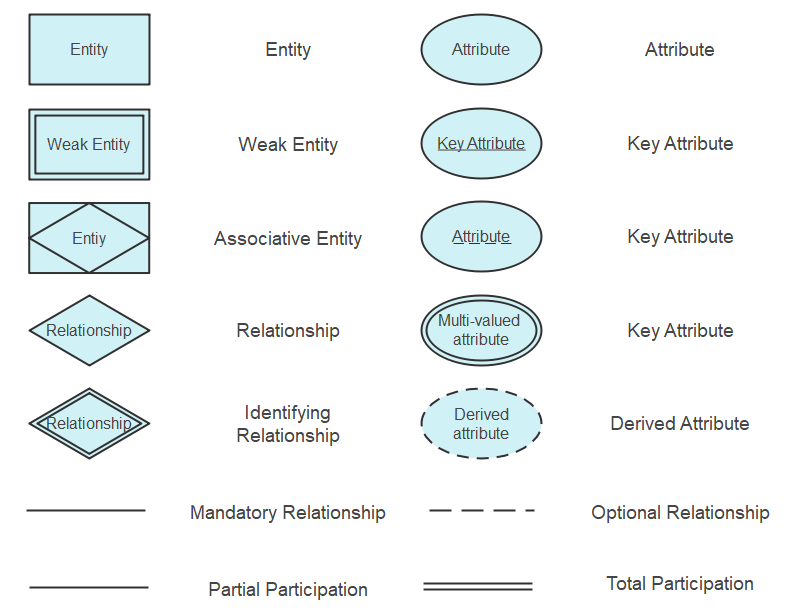 Entity
Entity
Attribute
Attribute
Weak Entity
Weak Entity
Key Attribute
Key Attribute
Entiy
Associative Entity
Attribute
Key Attribute
Relationship
Relationship
Multi-valued
attribute
Key Attribute
Relationship
Identifying
Relationship
Derived
attribute
Derived Attribute
Mandatory Relationship
Optional Relationship
Partial Participation
Total Participation